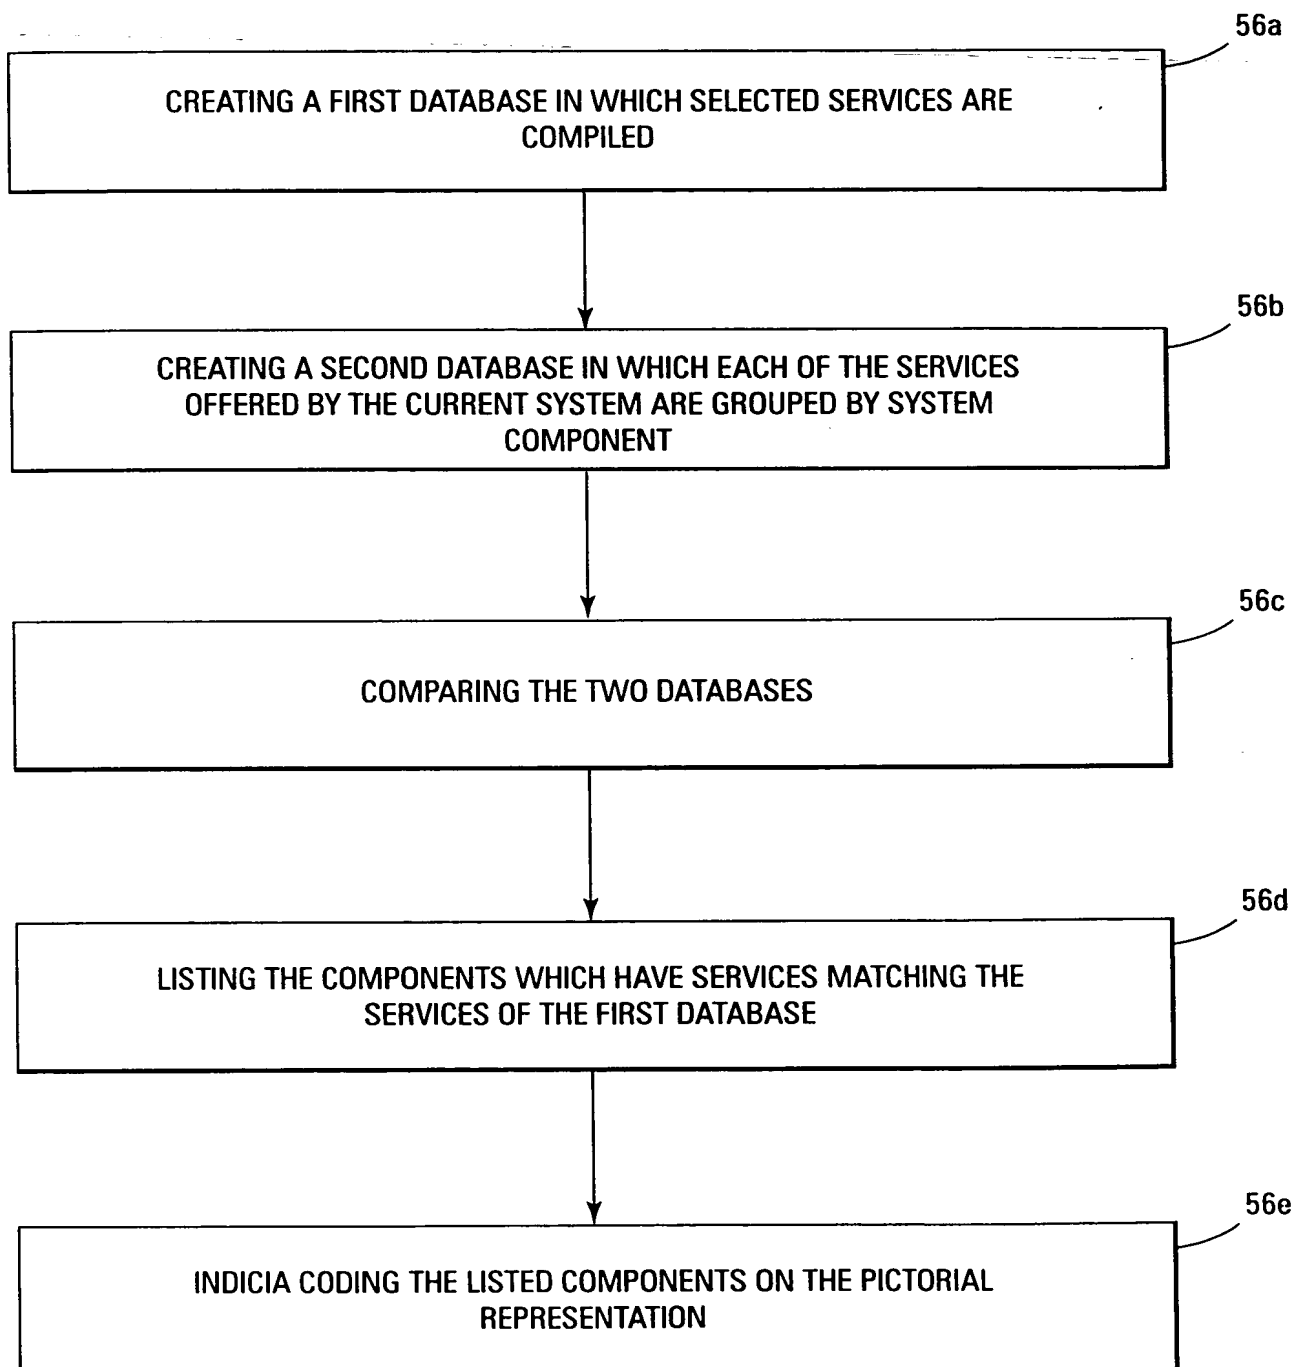 56a
CREATING A FIRST DATABASE IN WHICH SELECTED SERVICES ARE
COMPILED
56b
CREATING A SECOND DATABASE IN WHICH EACH OF THE SERVICES
OFFERED BY THE CURRENT SYSTEM ARE GROUPED BY SYSTEM
COMPONENT
56c
COMPARING THE TWO DATABASES
56d
LISTING THE COMPONENTS WHICH HAVE SERVICES MATCHING THE
SERVICES OF THE FIRST DATABASE
56e
INDICIA CODING THE LISTED COMPONENTS ON THE PICTORIAL
REPRESENTATION